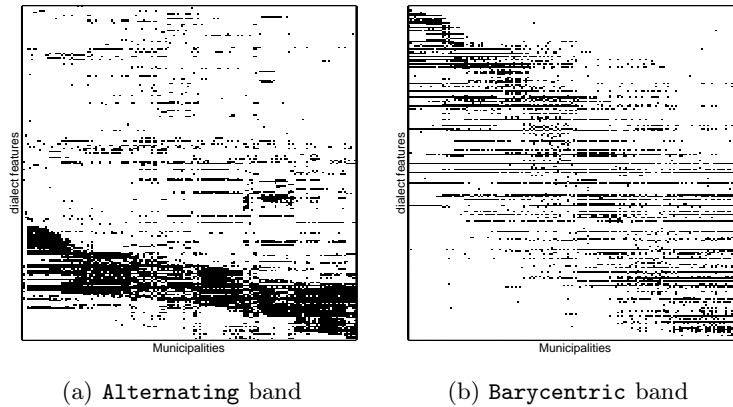 dialect features
Municipalities
(a) Alternating band
dialect features
Municipalities
(b) Barycentric band